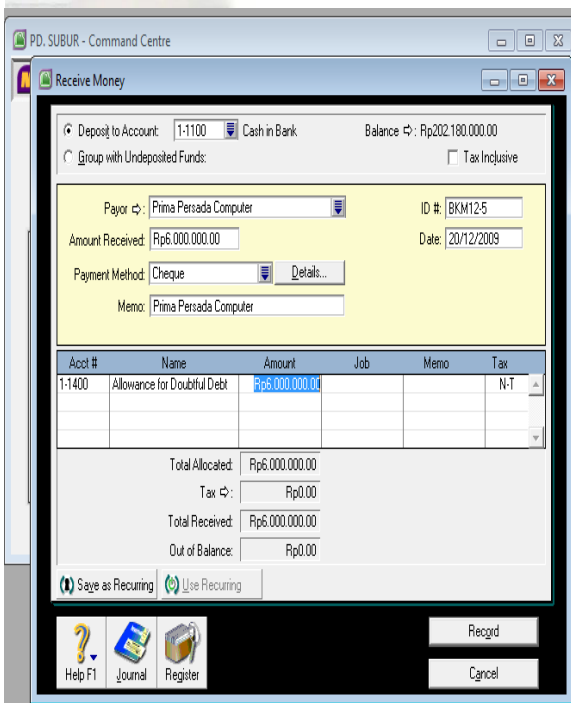 PD. SUBUR - Command Centre
Receive Money
Deposit to Account: 1-1100 Cash in Bank Balance ⇨: Rp202.180.000.00
Group with Undeposited Funds: Tax Inclusive
Payor ⇨: Prima Persada Computer ID #: BKM12-5
Amount Received: Rp6.000.000.00 Date: 20/12/2009
Payment Method: Cheque Details...
Memo: Prima Persada Computer
Acct # Name Amount Job Memo Tax
1-1400 Allowance for Doubtful Debt Rp6.000.000.00 N-T
Total Allocated: Rp6.000.000.00
Tax ⇨: Rp0.00
Total Received: Rp6.000.000.00
Out of Balance: Rp0.00
Save as Recurring Use Recurring
Help F1 Journal Register Record
Cancel